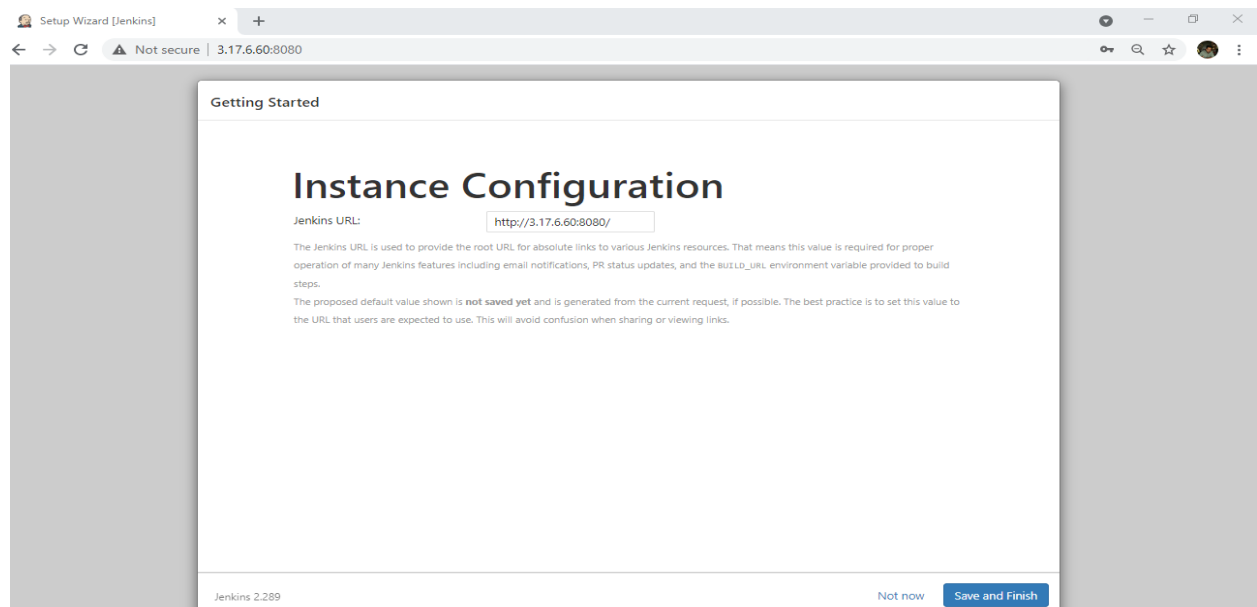 Setup Wizard [Jenkins]
Not secure | 3.17.6.60:8080
Getting Started
Instance Configuration
Jenkins URL: http://3.17.6.60:8080/
The Jenkins URL is used to provide the root URL for absolute links to various Jenkins resources. That means this value is required for proper
operation of many Jenkins features including email notifications, PR status updates, and the BUILD_URL environment variable provided to build
steps.
The proposed default value shown is not saved yet and is generated from the current request, if possible. The best practice is to set this value to
the URL that users are expected to use. This will avoid confusion when sharing or viewing links.
Jenkins 2.289 Not now Save and Finish